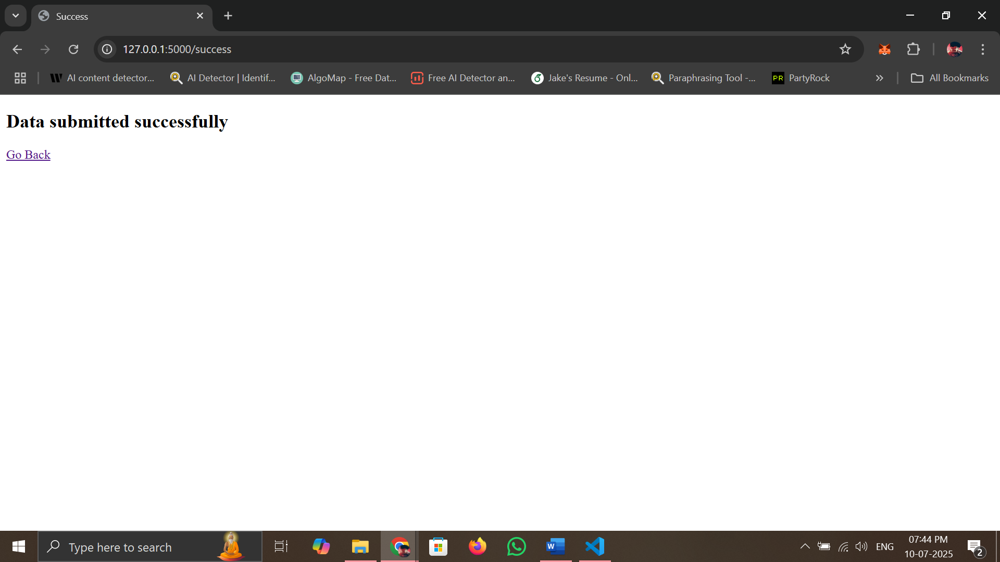 Success
127.0.0.1:5000/success
AI content detector...
AI Detector | Identif...
AlgoMap - Free Dat...
Free AI Detector an...
Jake's Resume - Onl...
PR
Paraphrasing Tool -...
PartyRock
All Bookmarks
Data submitted successfully
Go Back
Type here to search
W
ENG
07:44 PM
10-07-2025
2